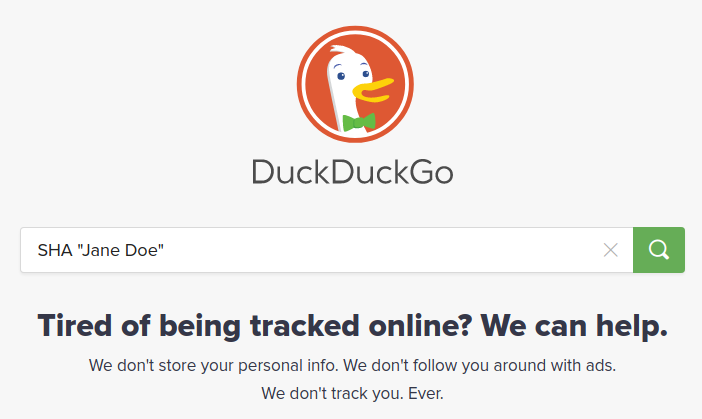 DuckDuckGo
SHA "Jane Doe"
Tired of being tracked online? We can help.
We don't store your personal info. We don't follow you around with ads.
We don't track you. Ever.